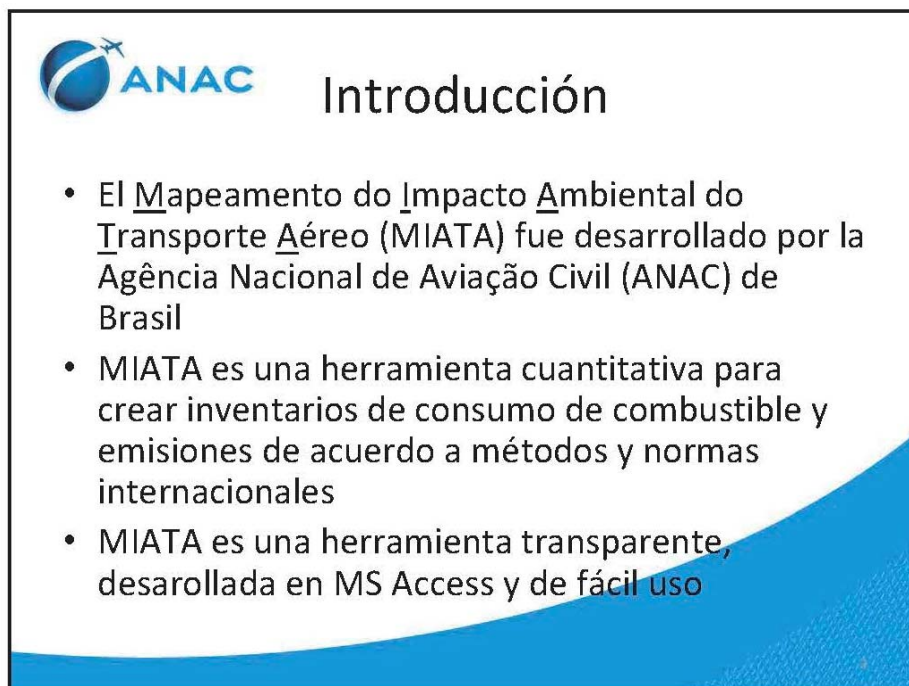 ANAC
Introducción
• El Mapeamento do Impacto Ambiental do
Transporte Aéreo (MIATA) fue desarrollado por la
Agência Nacional de Aviação Civil (ANAC) de
Brasil
• MIATA es una herramienta cuantitativa para
crear inventarios de consumo de combustible y
emisiones de acuerdo a métodos y normas
internacionales
• MIATA es una herramienta transparente,
desarollada en MS Access y de fácil uso